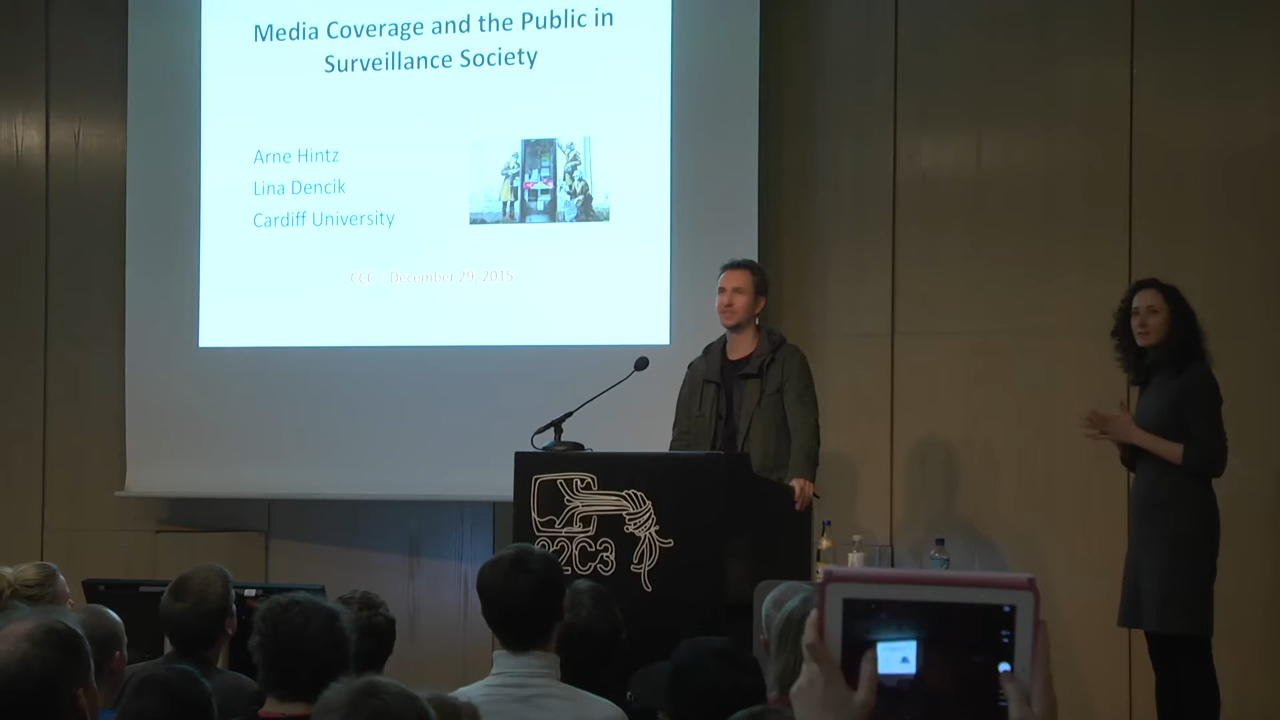 Media Coverage and the Public in
Surveillance Society
Arne Hintz
Lina Dencik
Cardiff University
CCC – December 29, 2015
32C3